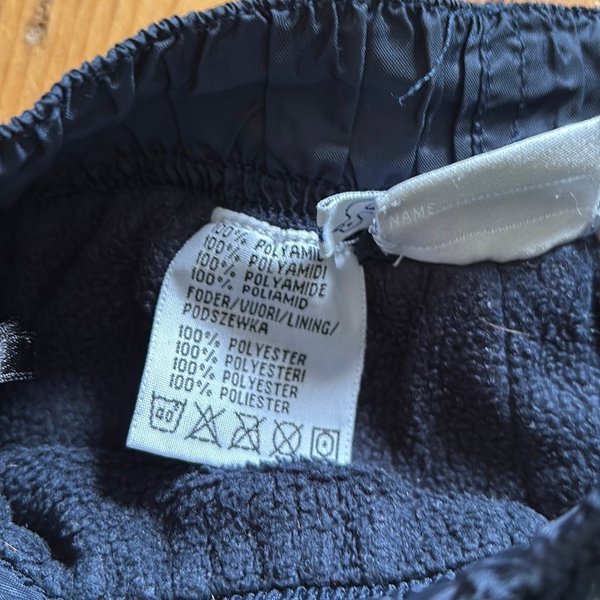 100% POLYAMID
100% POLYAMIDI
100% POLYAMIDE
100% POLIAMID
FODER/VUORI/LINING/
PODSZEWKA
100% POLYESTER
100% POLYESTERI
100% POLYESTER
100% POLIESTER
40°
NAME